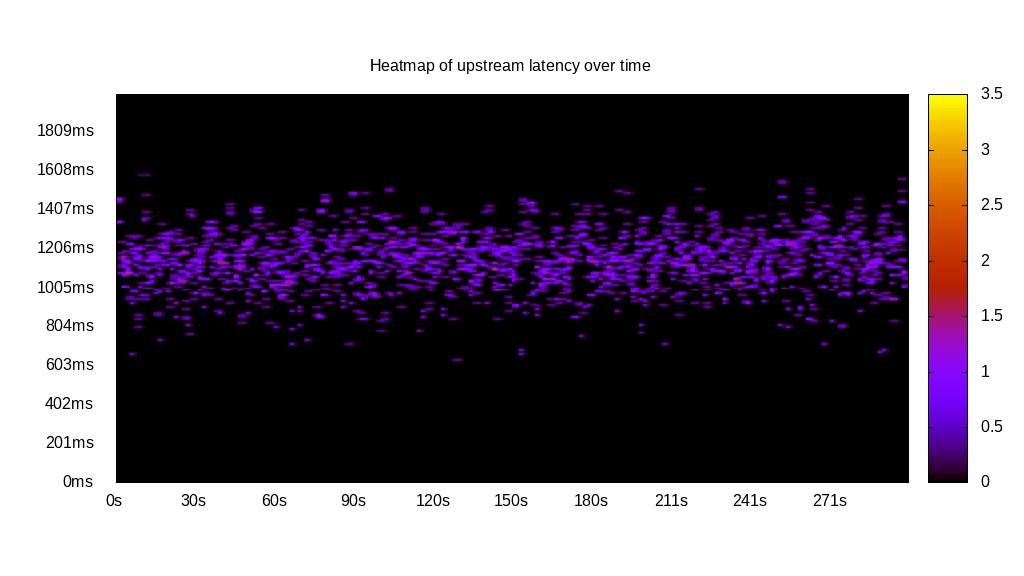 Heatmap of upstream latency over time
1809ms
1608ms
1407ms
1206ms
1005ms
804ms
603ms
402ms
201ms
0ms
0s 30s 60s 90s 120s 150s 180s 211s 241s 271s
3.5
3
2.5
2
1.5
1
0.5
0